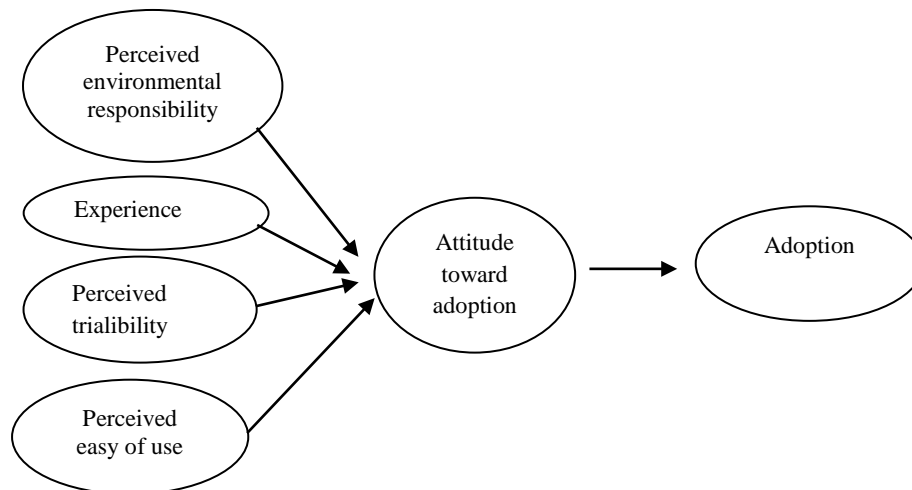 Perceived
environmental
responsibility
Experience
Perceived
trialibility
Perceived
easy of use
Attitude
toward
adoption
Adoption